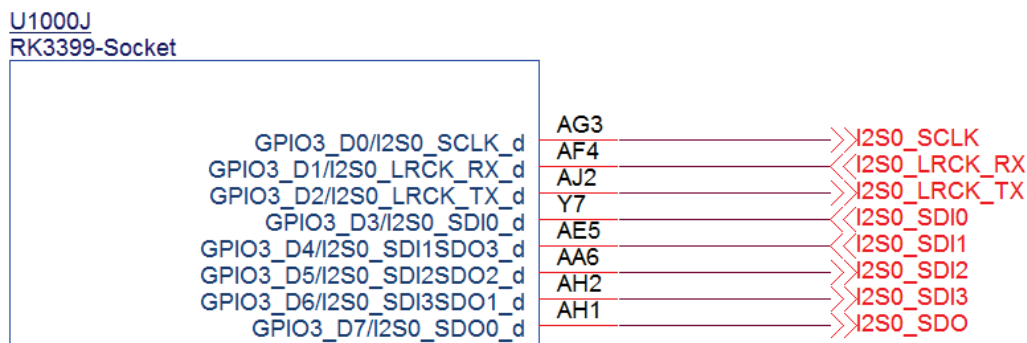 U1000J
RK3399-Socket
GPIO3_D0/I2S0_SCLK_d AG3 I2S0_SCLK
GPIO3_D1/I2S0_LRCK_RX_d AF4 I2S0_LRCK_RX
GPIO3_D2/I2S0_LRCK_TX_d AJ2 I2S0_LRCK_TX
GPIO3_D3/I2S0_SDI0_d Y7 I2S0_SDI0
GPIO3_D4/I2S0_SDI1SDO3_d AE5 I2S0_SDI1
GPIO3_D5/I2S0_SDI2SDO2_d AA6 I2S0_SDI2
GPIO3_D6/I2S0_SDI3SDO1_d AH2 I2S0_SDI3
GPIO3_D7/I2S0_SDO0_d AH1 I2S0_SDO